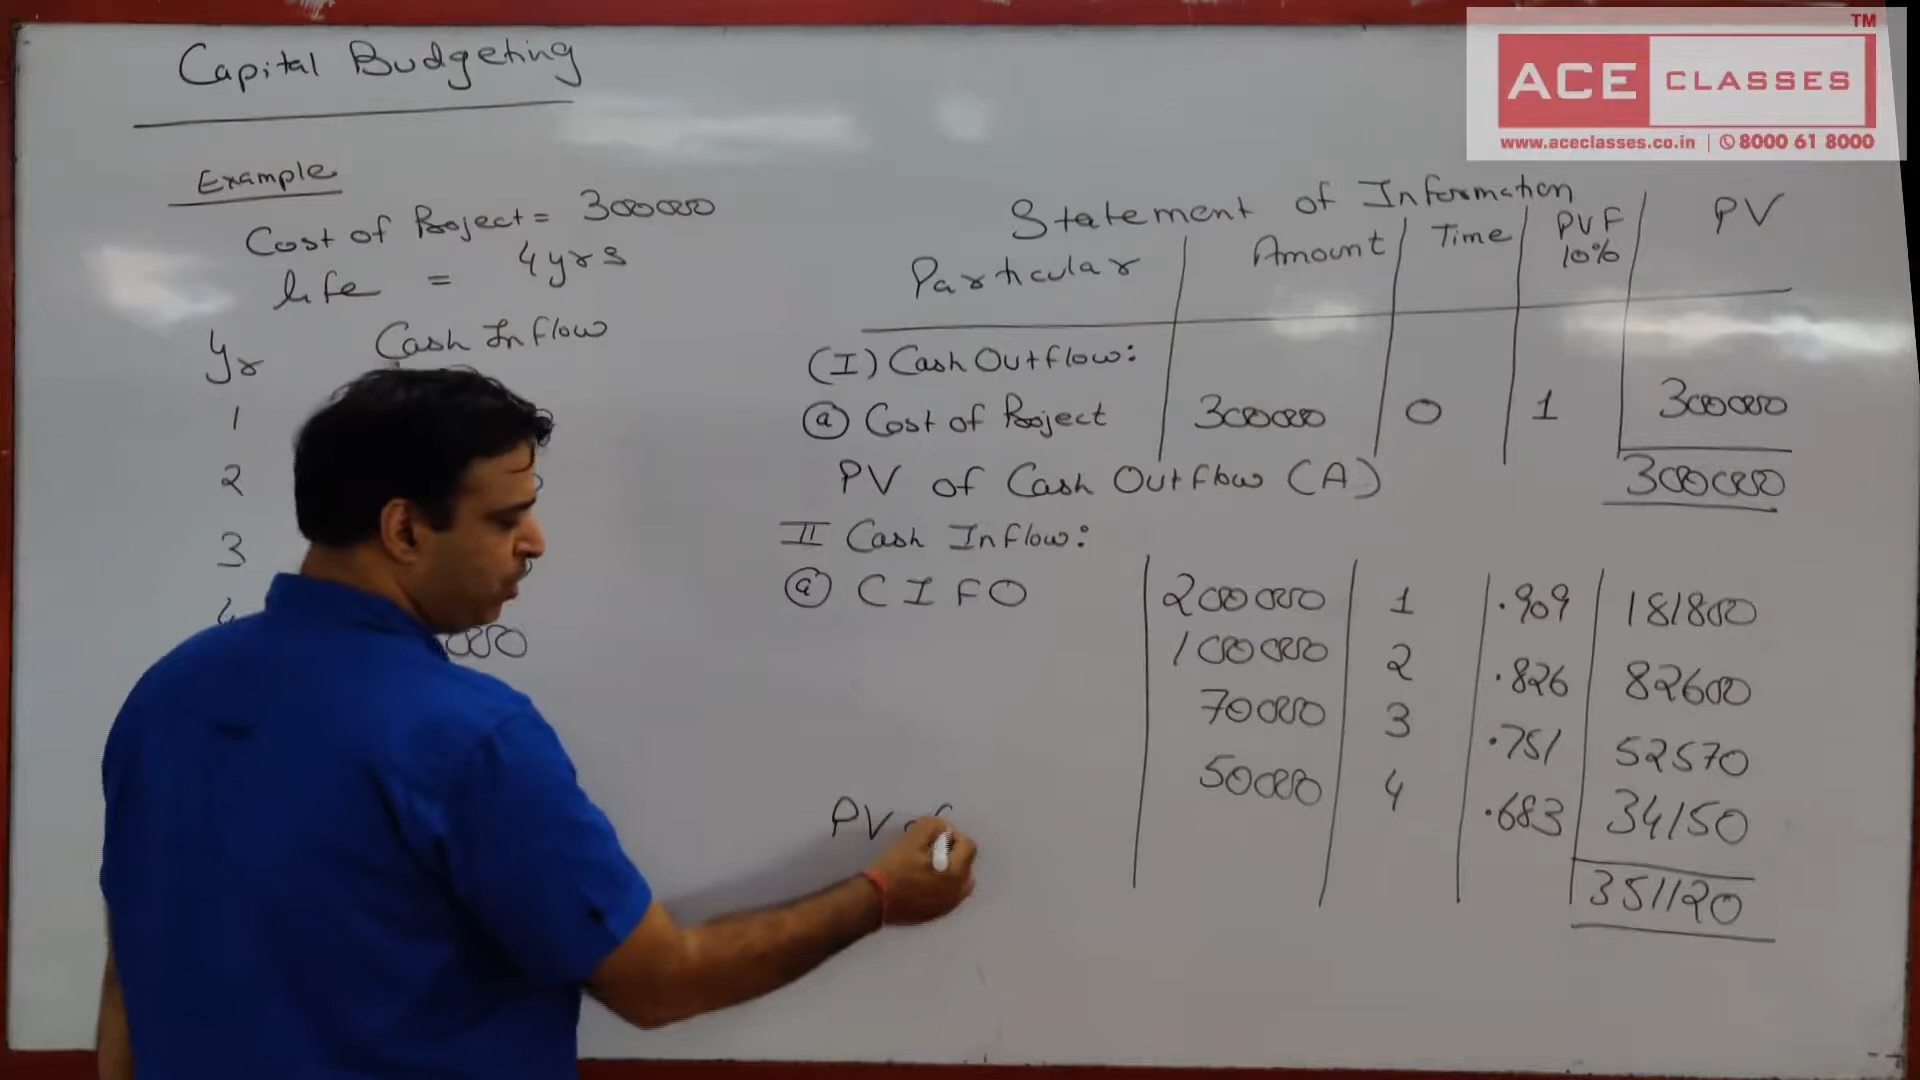 Capital Budgeting
Example
Cost of Project = 300000
life = 4yrs
Yr Cash Inflow
1
2
3
4
TM
ACE CLASSES
www.aceclasses.co.in | 8000 61 8000
Statement of Information
Particular Amount Time PVF 10% PV
(I) Cash Outflow:
(a) Cost of Project 300000 0 1 300000
PV of Cash Outflow (A) 300000
II Cash Inflow:
(a) CIFO 200000 1 .909 181800
100000 2 .826 82600
70000 3 .751 52570
50000 4 .683 34150
351120
PV of